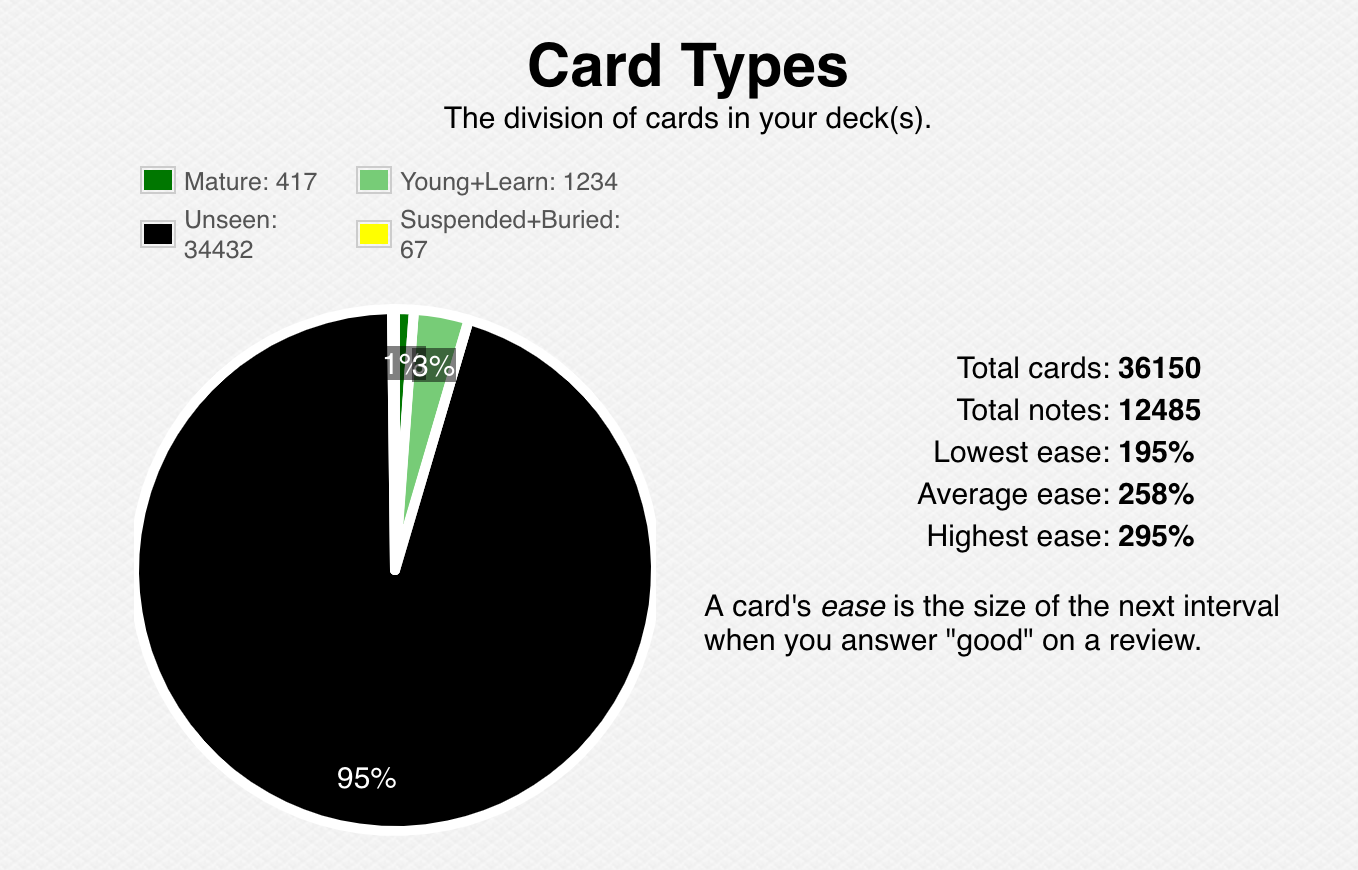 Card Types
The division of cards in your deck(s).
Mature: 417
Young+Learn: 1234
Unseen:
34432
Suspended+Buried:
67
1%
3%
95%
Total cards: 36150
Total notes: 12485
Lowest ease: 195%
Average ease: 258%
Highest ease: 295%
A card's ease is the size of the next interval
when you answer "good" on a review.